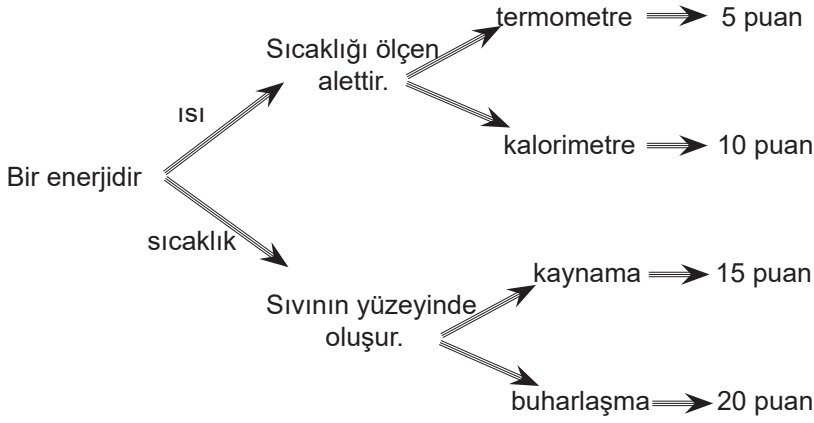 termometre
5 puan
Sıcaklığı ölçen
alettir.
ısı
kalorimetre
10 puan
Bir enerjidir
sıcaklık
kaynama
15 puan
Sıvının yüzeyinde
oluşur.
buharlaşma
20 puan